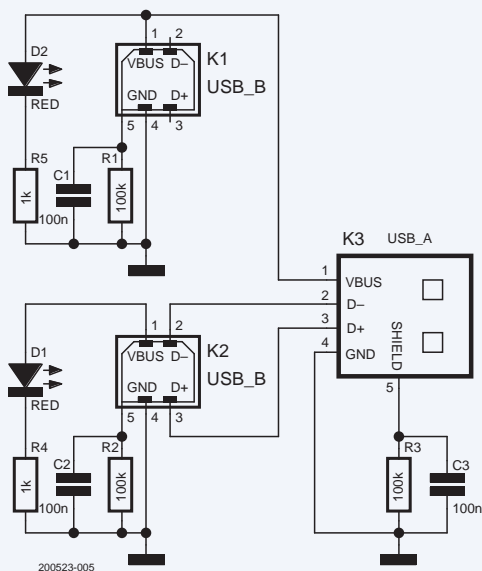 D2
RED
R5
1k
C1
100n
R1
100k
1 2
VBUS D–
GND D+
5 4 3
K1
USB_B
K3 USB_A
1 VBUS
2 D–
3 D+
4 GND
SHIELD
5
D1
RED
R4
1k
C2
100n
R2
100k
1 2
VBUS D–
GND D+
5 4 3
K2
USB_B
R3
100k
C3
100n
200523-005